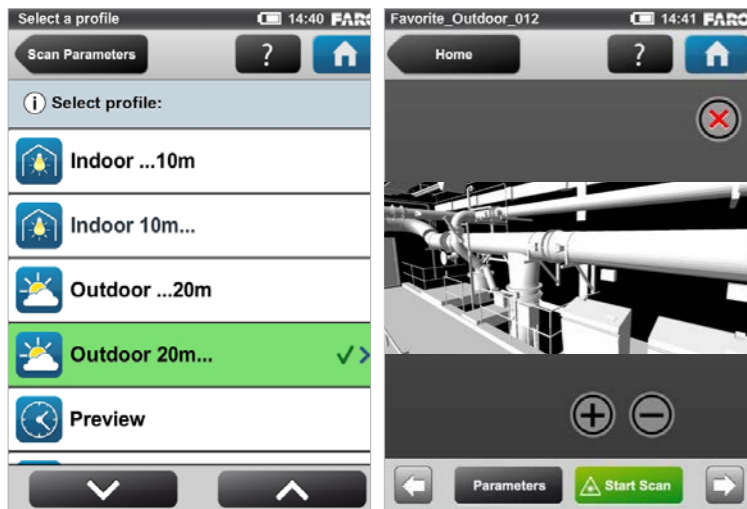 Select a profile 14:40 FARO
Scan Parameters ?
i Select profile:
Indoor ...10m
Indoor 10m...
Outdoor ...20m
Outdoor 20m...
Preview
Favorite_Outdoor_012 14:41 FARO
Home ?
Parameters Start Scan